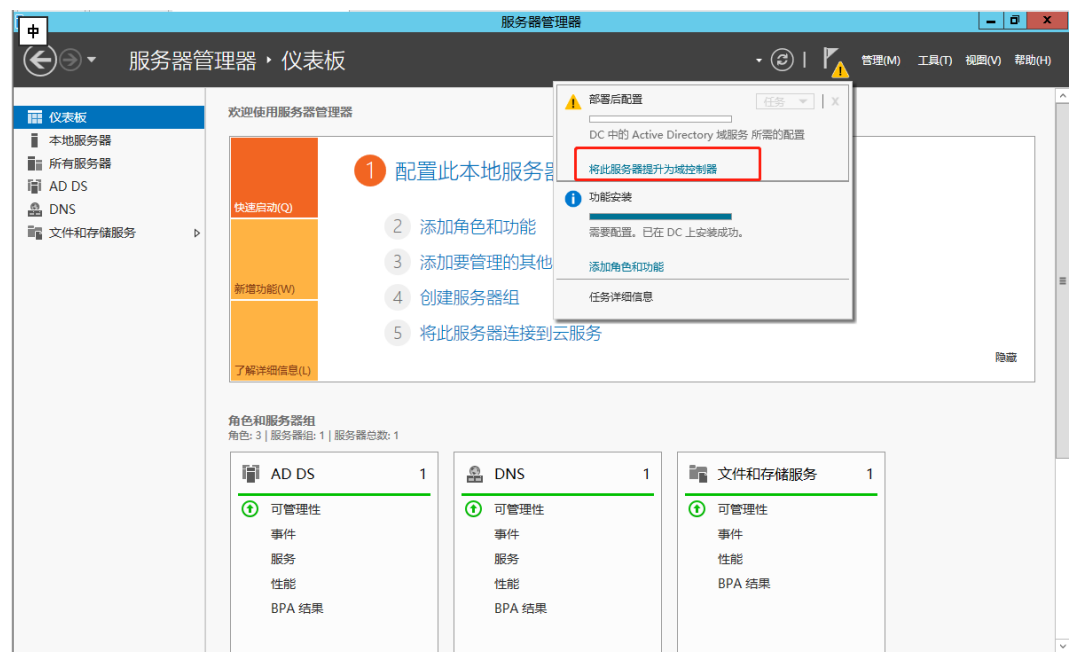 服务器管理器
中
服务器管理器 · 仪表板
管理(M) 工具(T) 视图(V) 帮助(H)
仪表板
本地服务器
所有服务器
AD DS
DNS
文件和存储服务
欢迎使用服务器管理器
快速启动(Q)
新增功能(W)
了解详细信息(L)
1 配置此本地服务器
2 添加角色和功能
3 添加要管理的其他
4 创建服务器组
5 将此服务器连接到云服务
隐藏
部署后配置
任务
X
DC 中的 Active Directory 域服务 所需的配置
将此服务器提升为域控制器
功能安装
需要配置。已在 DC 上安装成功。
添加角色和功能
任务详细信息
角色和服务器组
角色: 3 | 服务器组: 1 | 服务器总数: 1
AD DS 1
可管理性
事件
服务
性能
BPA 结果
DNS 1
可管理性
事件
服务
性能
BPA 结果
文件和存储服务 1
可管理性
事件
性能
BPA 结果